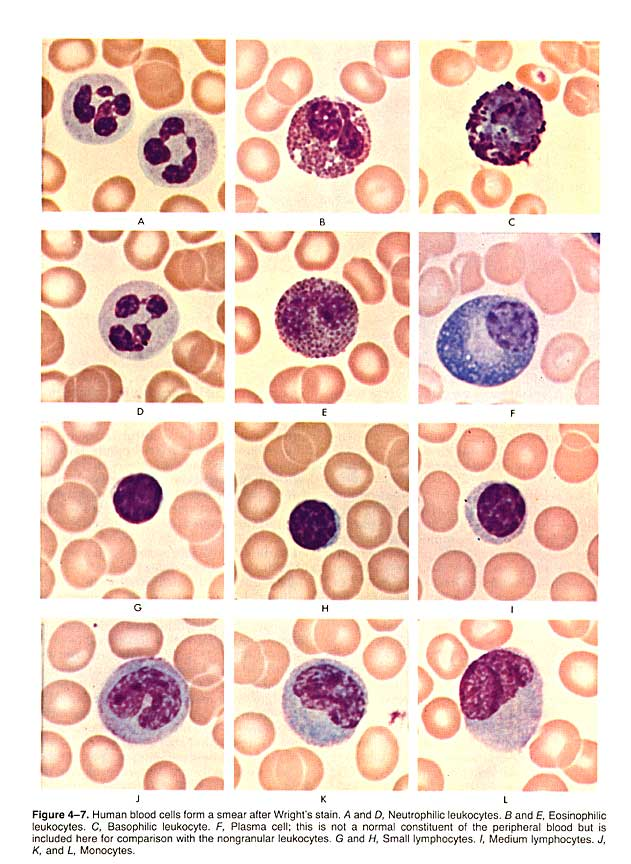 A
B
C
D
E
F
G
H
I
J
K
L
Figure 4–7. Human blood cells form a smear after Wright's stain. A and D, Neutrophilic leukocytes. B and E, Eosinophilic
leukocytes. C, Basophilic leukocyte. F, Plasma cell; this is not a normal constituent of the peripheral blood but is
included here for comparison with the nongranular leukocytes. G and H, Small lymphocytes. I, Medium lymphocytes. J,
K, and L, Monocytes.